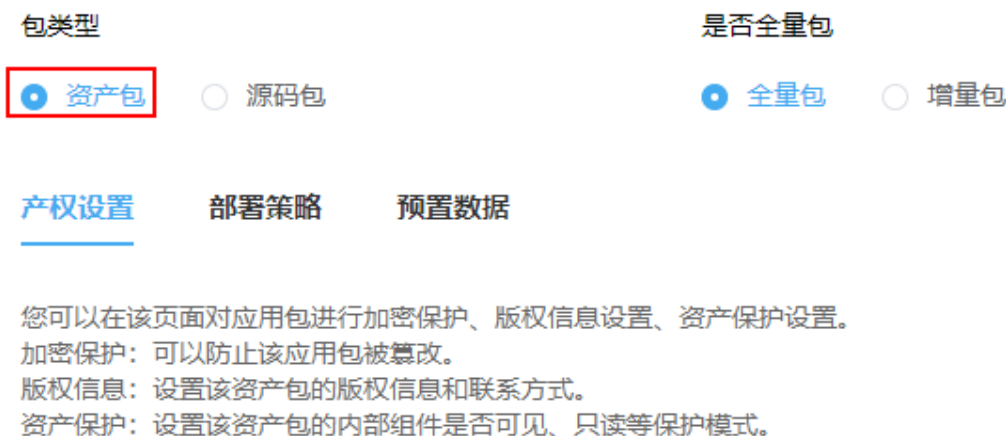 包类型 是否全量包
资产包 源码包 全量包 增量包
产权设置 部署策略 预置数据
您可以在该页面对应用包进行加密保护、版权信息设置、资产保护设置。
加密保护：可以防止该应用包被篡改。
版权信息：设置该资产包的版权信息和联系方式。
资产保护：设置该资产包的内部组件是否可见、只读等保护模式。